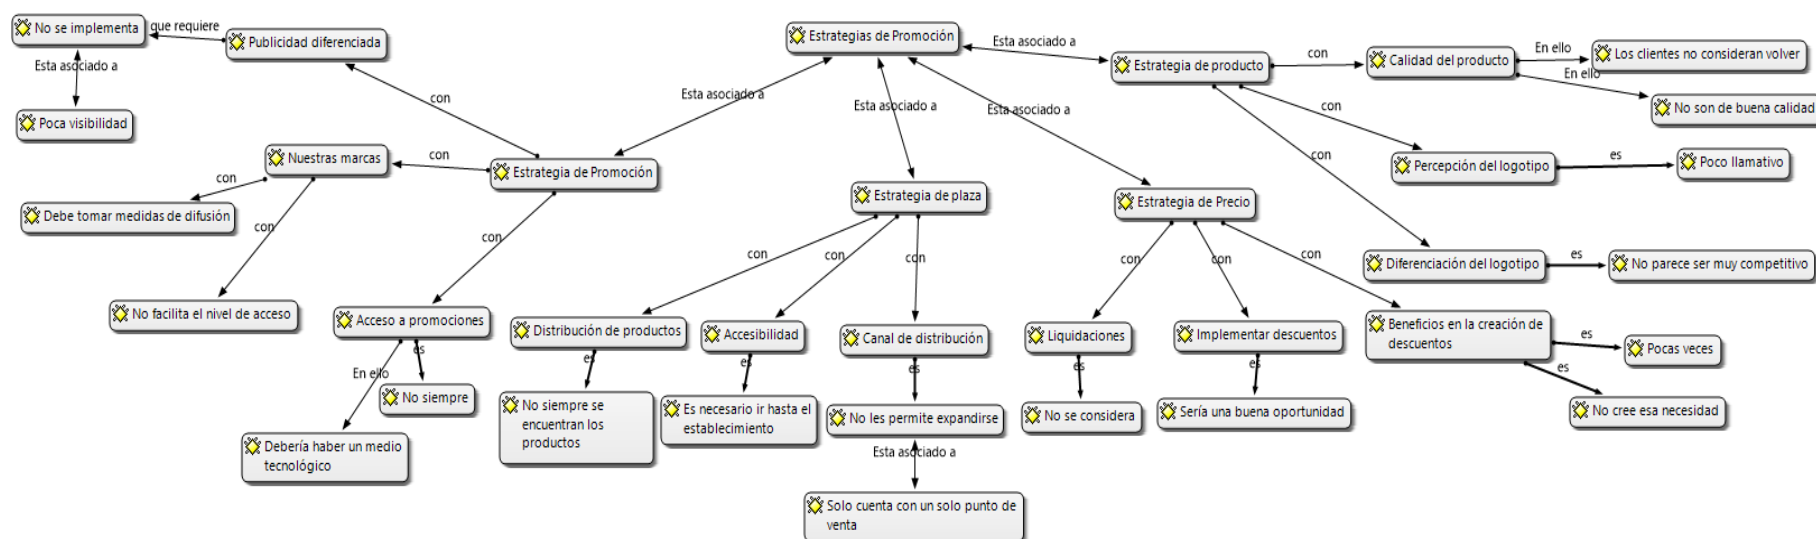 No se implementa
que requiere
Publicidad diferenciada
Estrategias de Promoción
Esta asociado a
Estrategia de producto
con
Calidad del producto
En ello
Los clientes no consideran volver
En ello
No son de buena calidad
Esta asociado a
Poca visibilidad
con
Esta asociado a
Esta asociado a
Esta asociado a
con
Percepción del logotipo
es
Poco llamativo
Nuestras marcas
con
Estrategia de Promoción
con
con
Debe tomar medidas de difusión
con
con
Estrategia de plaza
Estrategia de Precio
con
con
con
con
con
con
Diferenciación del logotipo
es
No parece ser muy competitivo
No facilita el nivel de acceso
Acceso a promociones
Distribución de productos
Accesibilidad
Canal de distribución
Liquidaciones
Implementar descuentos
Beneficios en la creación de
descuentos
es
Pocas veces
es
No cree esa necesidad
En ello
es
No siempre
es
es
es
es
es
Debería haber un medio
tecnológico
No siempre se
encuentran los
productos
Es necesario ir hasta el
establecimiento
No les permite expandirse
No se considera
Sería una buena oportunidad
Esta asociado a
Solo cuenta con un solo punto de
venta